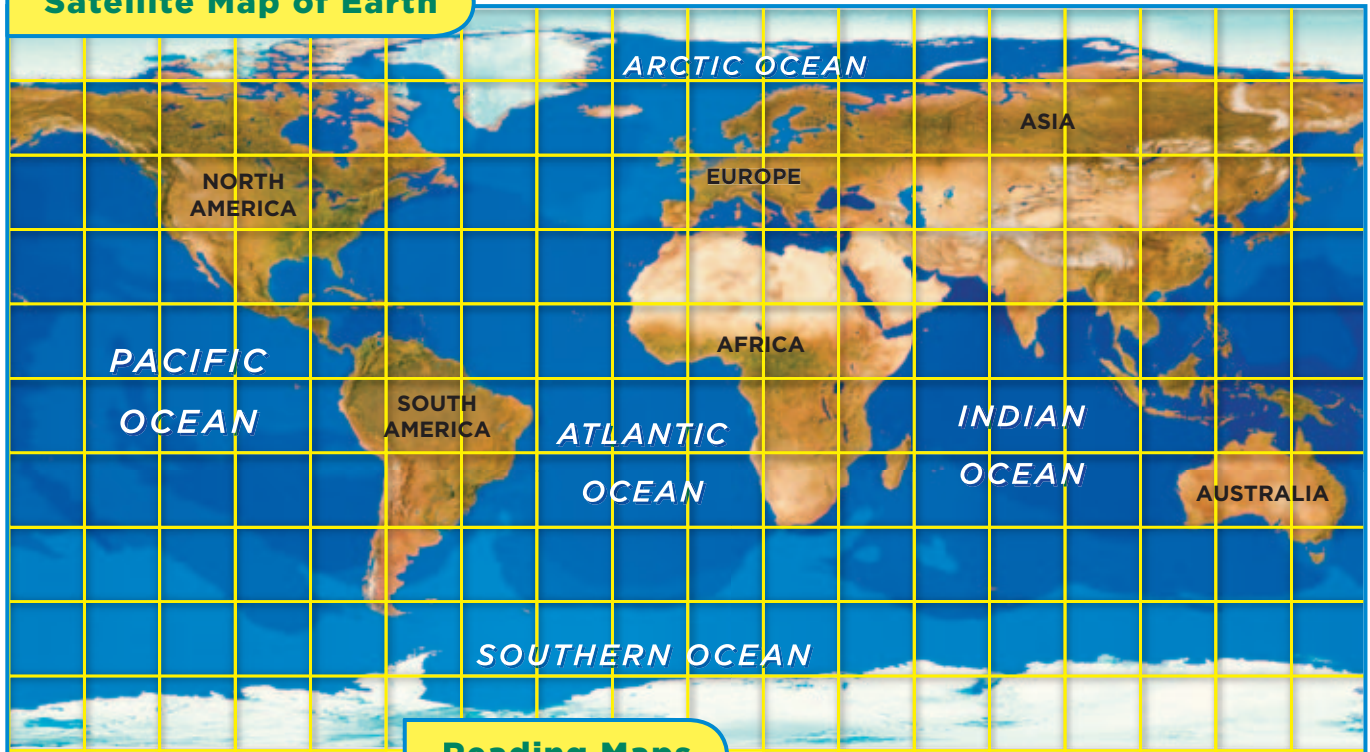 Satellite Map of Earth
ARCTIC OCEAN
ASIA
NORTH
AMERICA
EUROPE
AFRICA
PACIFIC
OCEAN
SOUTH
AMERICA
ATLANTIC
OCEAN
INDIAN
OCEAN
AUSTRALIA
SOUTHERN OCEAN
Reading Maps